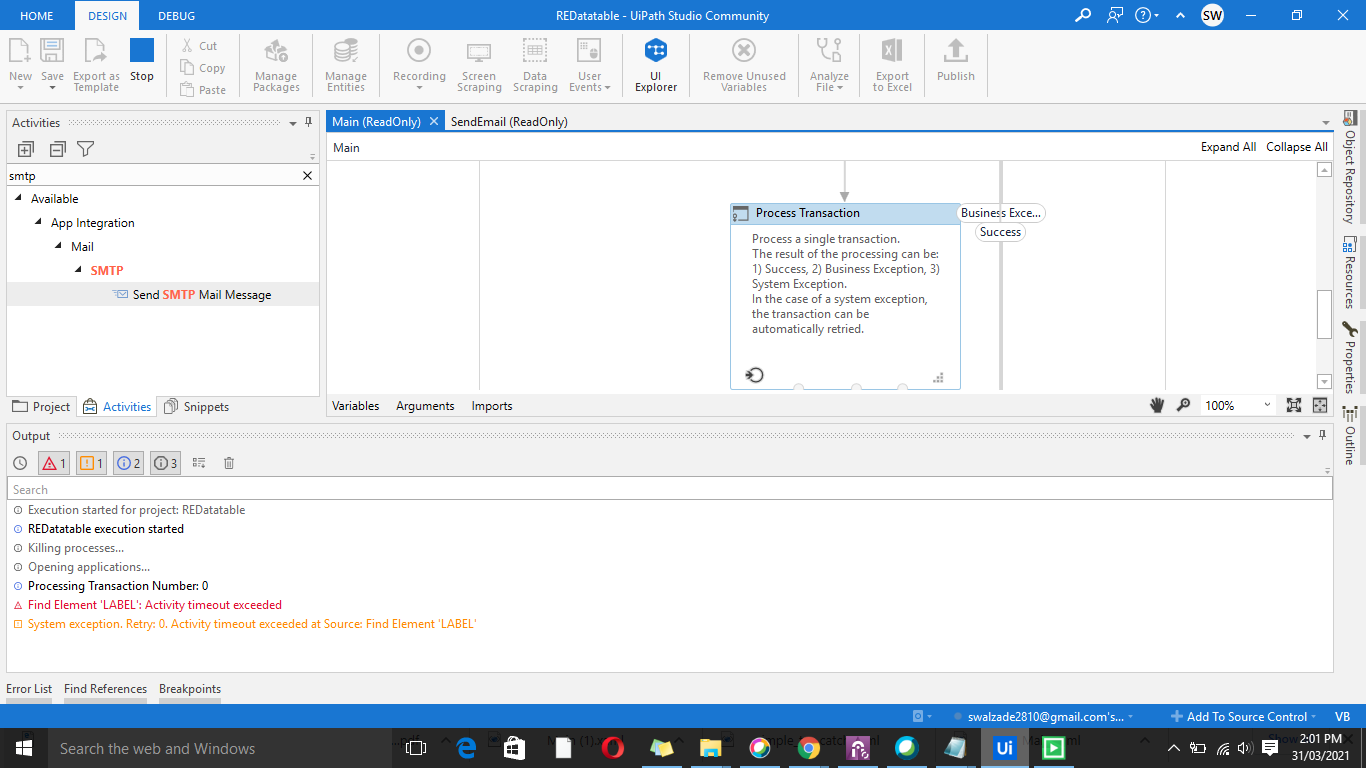 HOME DESIGN DEBUG REDatatable - UiPath Studio Community SW
New Save Export as Template Stop Cut Copy Paste Manage Packages Manage Entities Recording Screen Scraping Data Scraping User Events UI Explorer Remove Unused Variables Analyze File Export to Excel Publish
Activities
smtp
Available
App Integration
Mail
SMTP
Send SMTP Mail Message
Project Activities Snippets
Main (ReadOnly) SendEmail (ReadOnly)
Main Expand All Collapse All
Process Transaction
Business Exce...
Success
Process a single transaction.
The result of the processing can be:
1) Success, 2) Business Exception, 3)
System Exception.
In the case of a system exception,
the transaction can be
automatically retried.
Variables Arguments Imports 100%
Object Repository
Resources
Properties
Outline
Output
1 1 2 3
Search
Execution started for project: REDatatable
REDatatable execution started
Killing processes...
Opening applications...
Processing Transaction Number: 0
Find Element 'LABEL': Activity timeout exceeded
System exception. Retry: 0. Activity timeout exceeded at Source: Find Element 'LABEL'
Error List Find References Breakpoints
swalzade2810@gmail.com's... Add To Source Control VB
Search the web and Windows
Ui
2:01 PM
31/03/2021